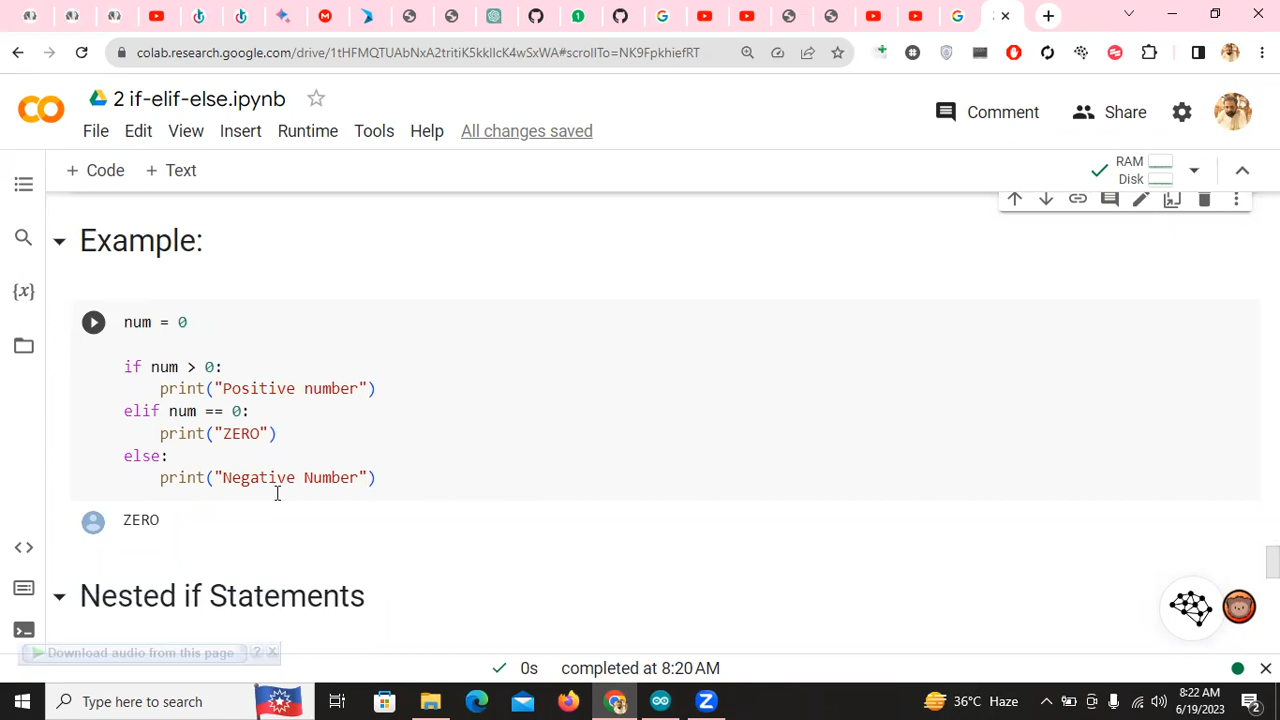 colab.research.google.com/drive/1tHFMQTUAbNxA2tritiK5kIlcK4wSxWA#scrollTo=NK9FpkhiefRT
2 if-elif-else.ipynb
Comment
Share
File Edit View Insert Runtime Tools Help All changes saved
+ Code + Text
RAM
Disk
Example:
num = 0
if num > 0:
print("Positive number")
elif num == 0:
print("ZERO")
else:
print("Negative Number")
ZERO
Nested if Statements
Download audio from this page ? x
0s completed at 8:20 AM
Type here to search
36°C Haze
8:22 AM
6/19/2023
2